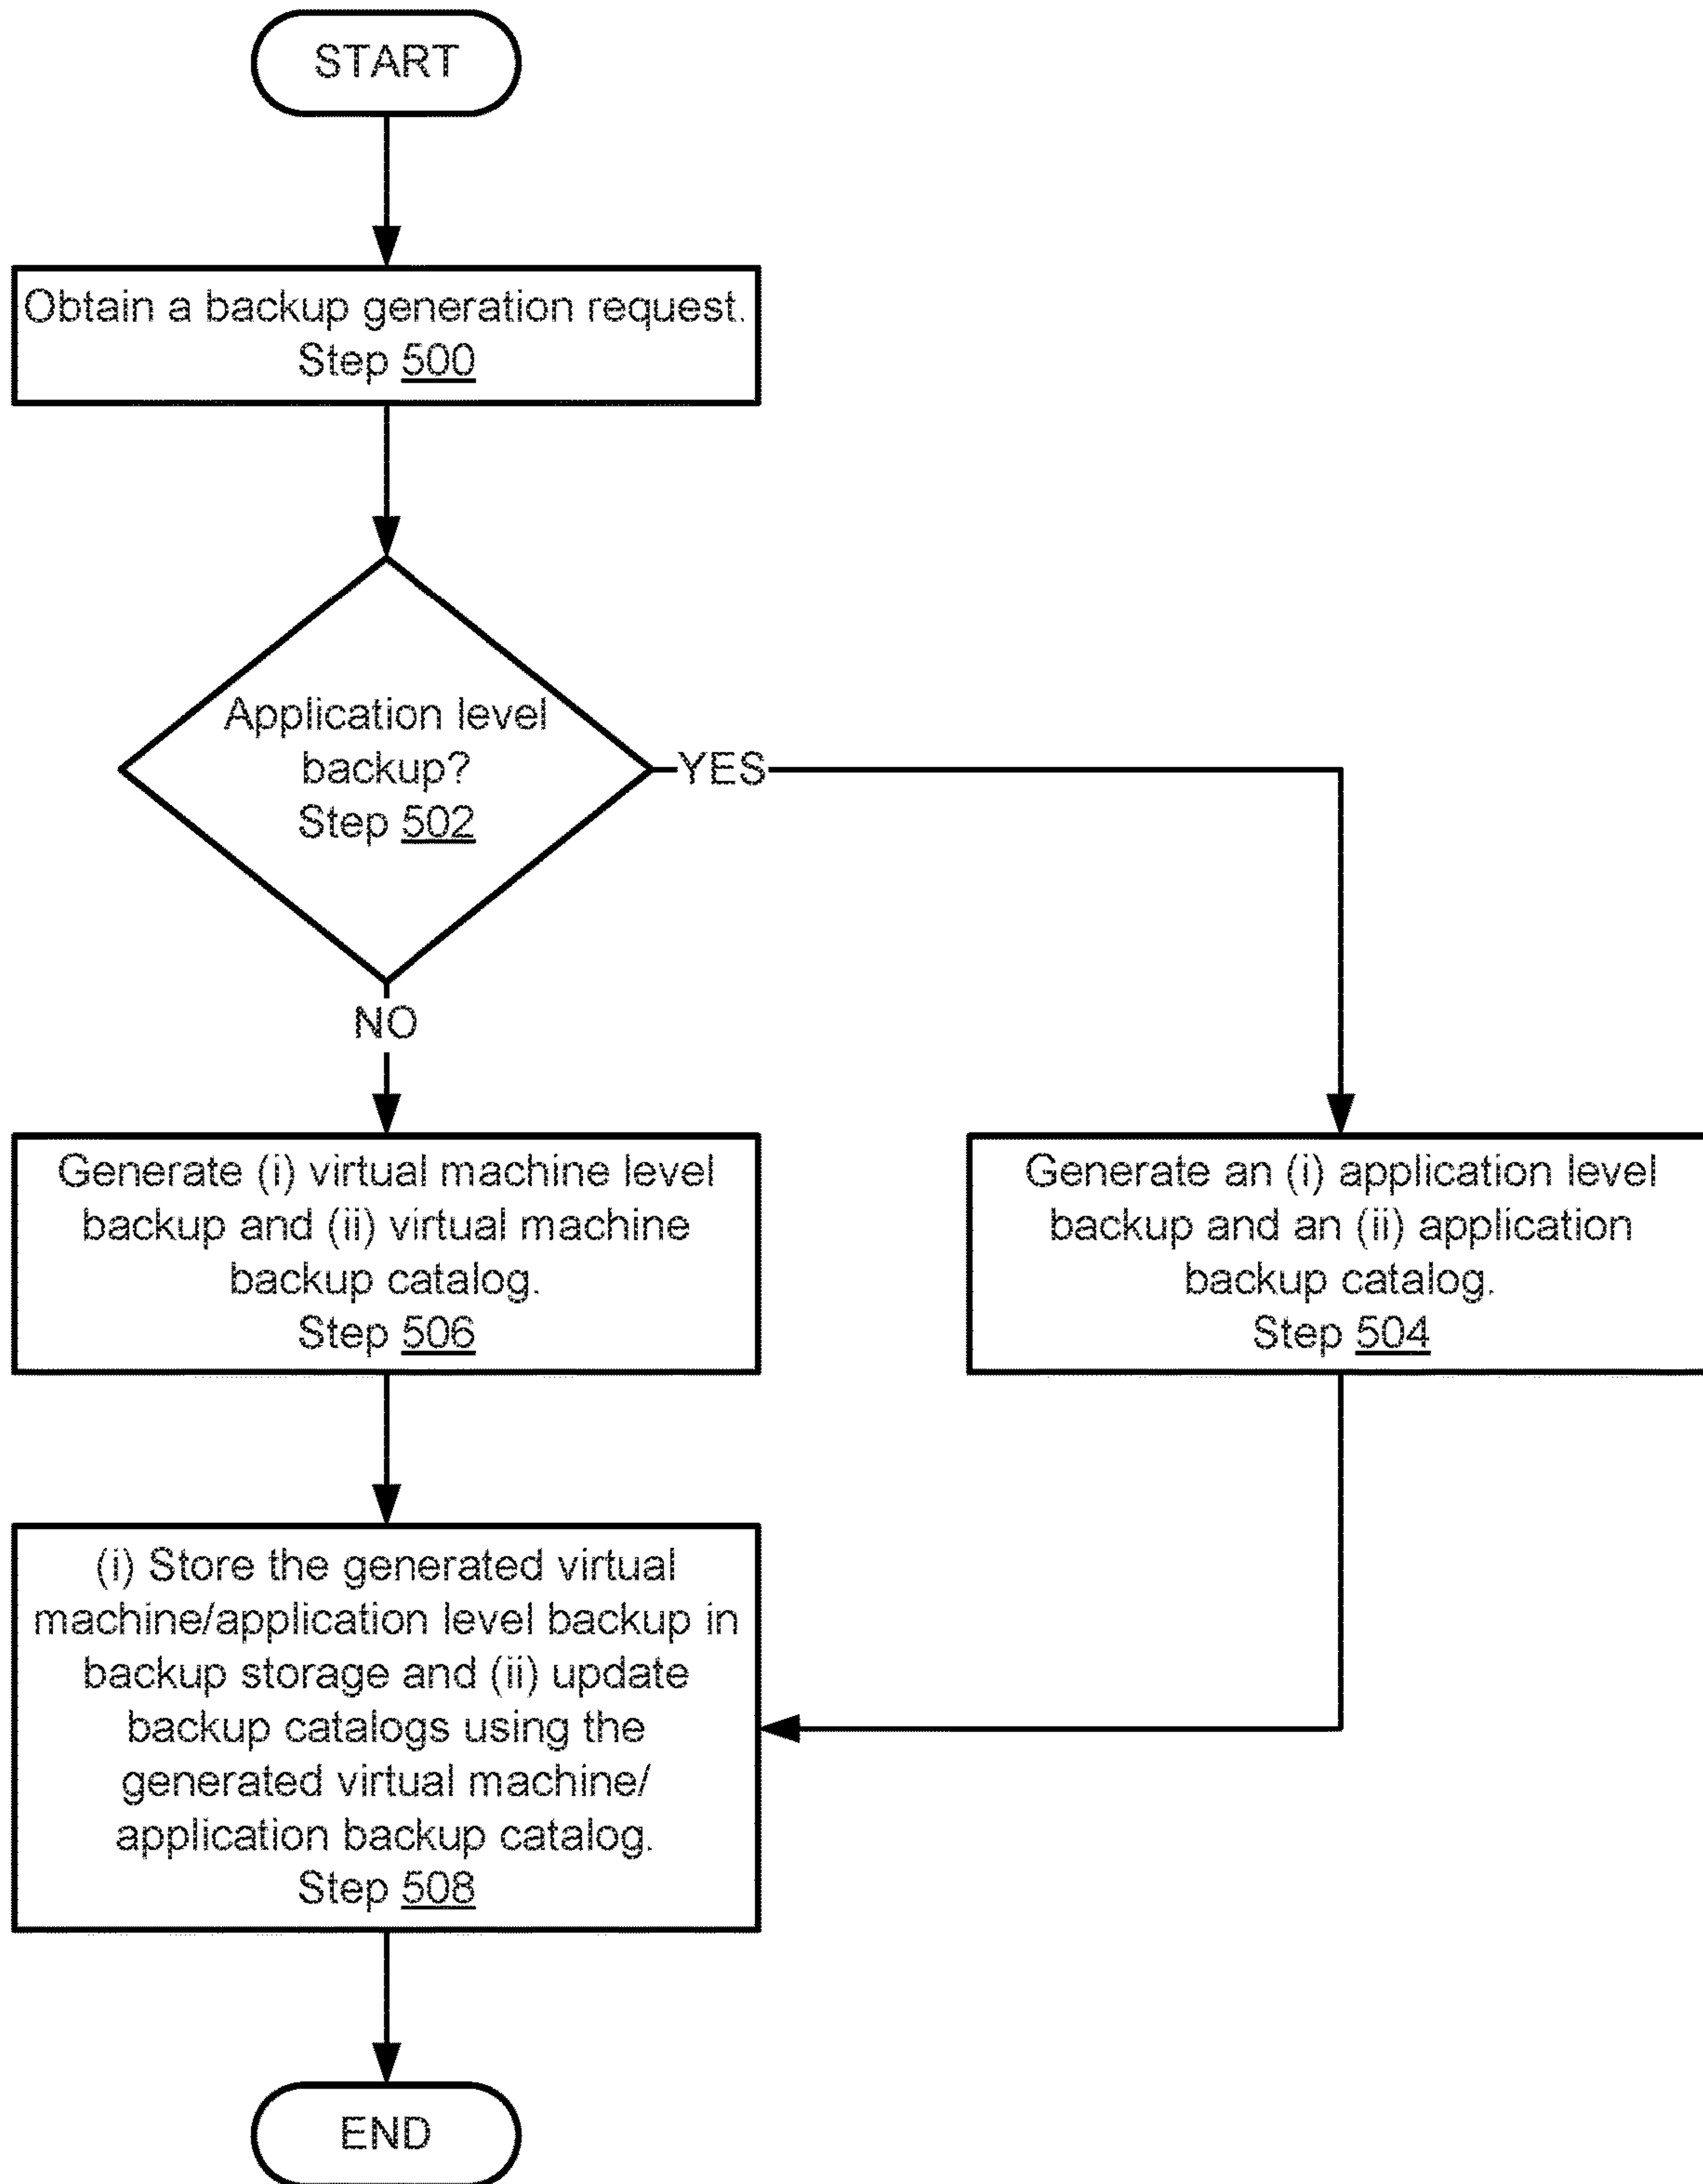 START
Obtain a backup generation request.
Step 500
Application level
backup?
Step 502
YES
NO
Generate (i) virtual machine level
backup and (ii) virtual machine
backup catalog.
Step 506
Generate an (i) application level
backup and an (ii) application
backup catalog.
Step 504
(i) Store the generated virtual
machine/application level backup in
backup storage and (ii) update
backup catalogs using the
generated virtual machine/
application backup catalog.
Step 508
END